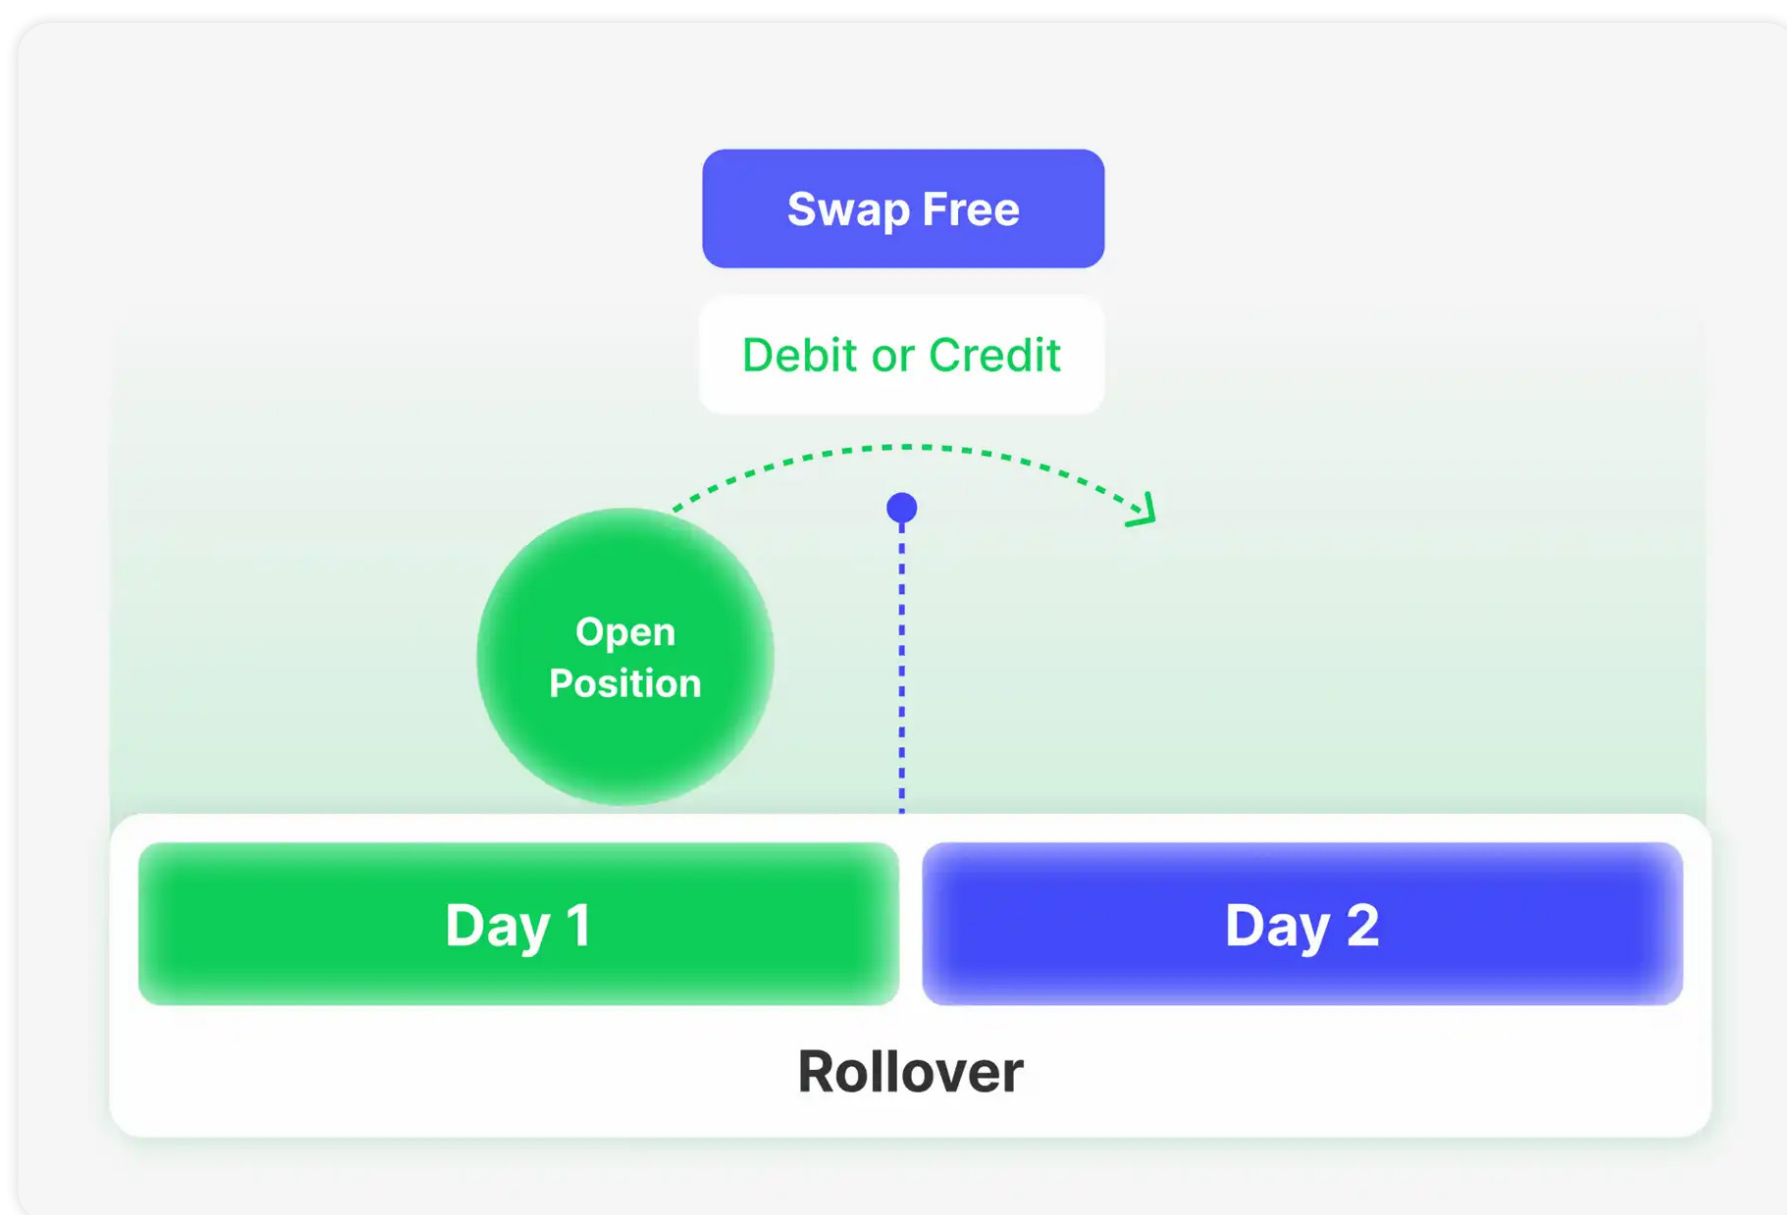 Swap Free
Debit or Credit
Open
Position
Day 1
Day 2
Rollover